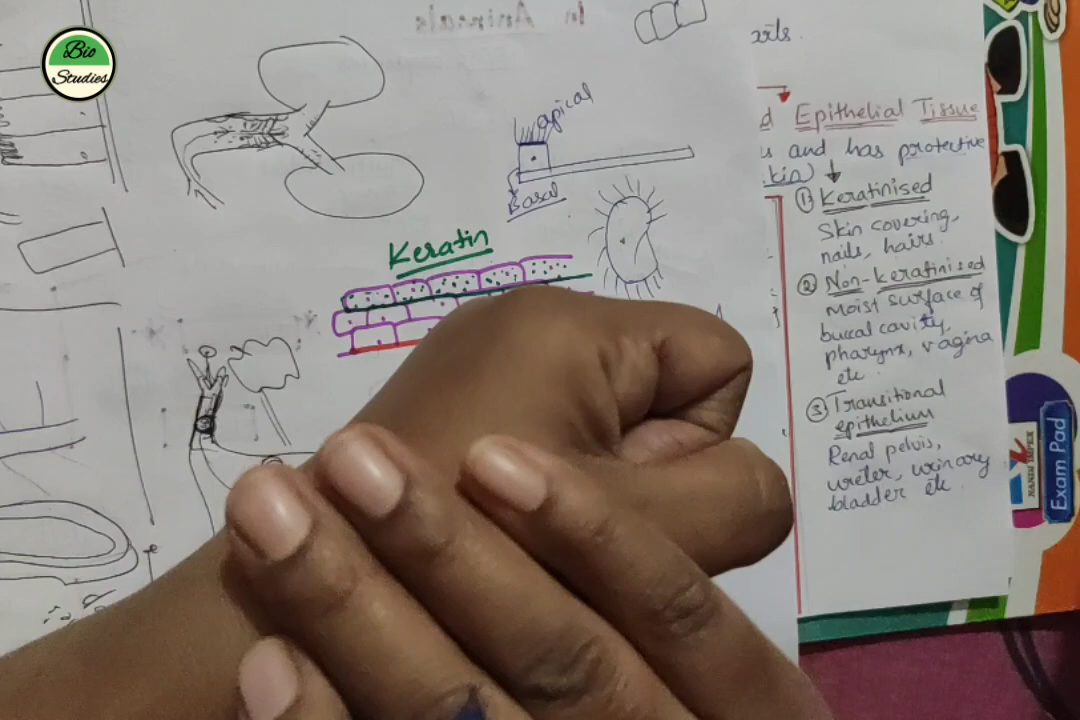 Bio
Studies
In Animals
apical
Basal
Keratin
Epithelial Tissue
and has protective
① Keratinised
Skin covering,
nails, hairs.
② Non-keratinised
Moist surface of
buccal cavity,
pharynx, vagina
etc
③ Transitional
epithelium
Renal pelvis,
ureter, urinary
bladder etc.
NANIN IMPEX
Exam Pad